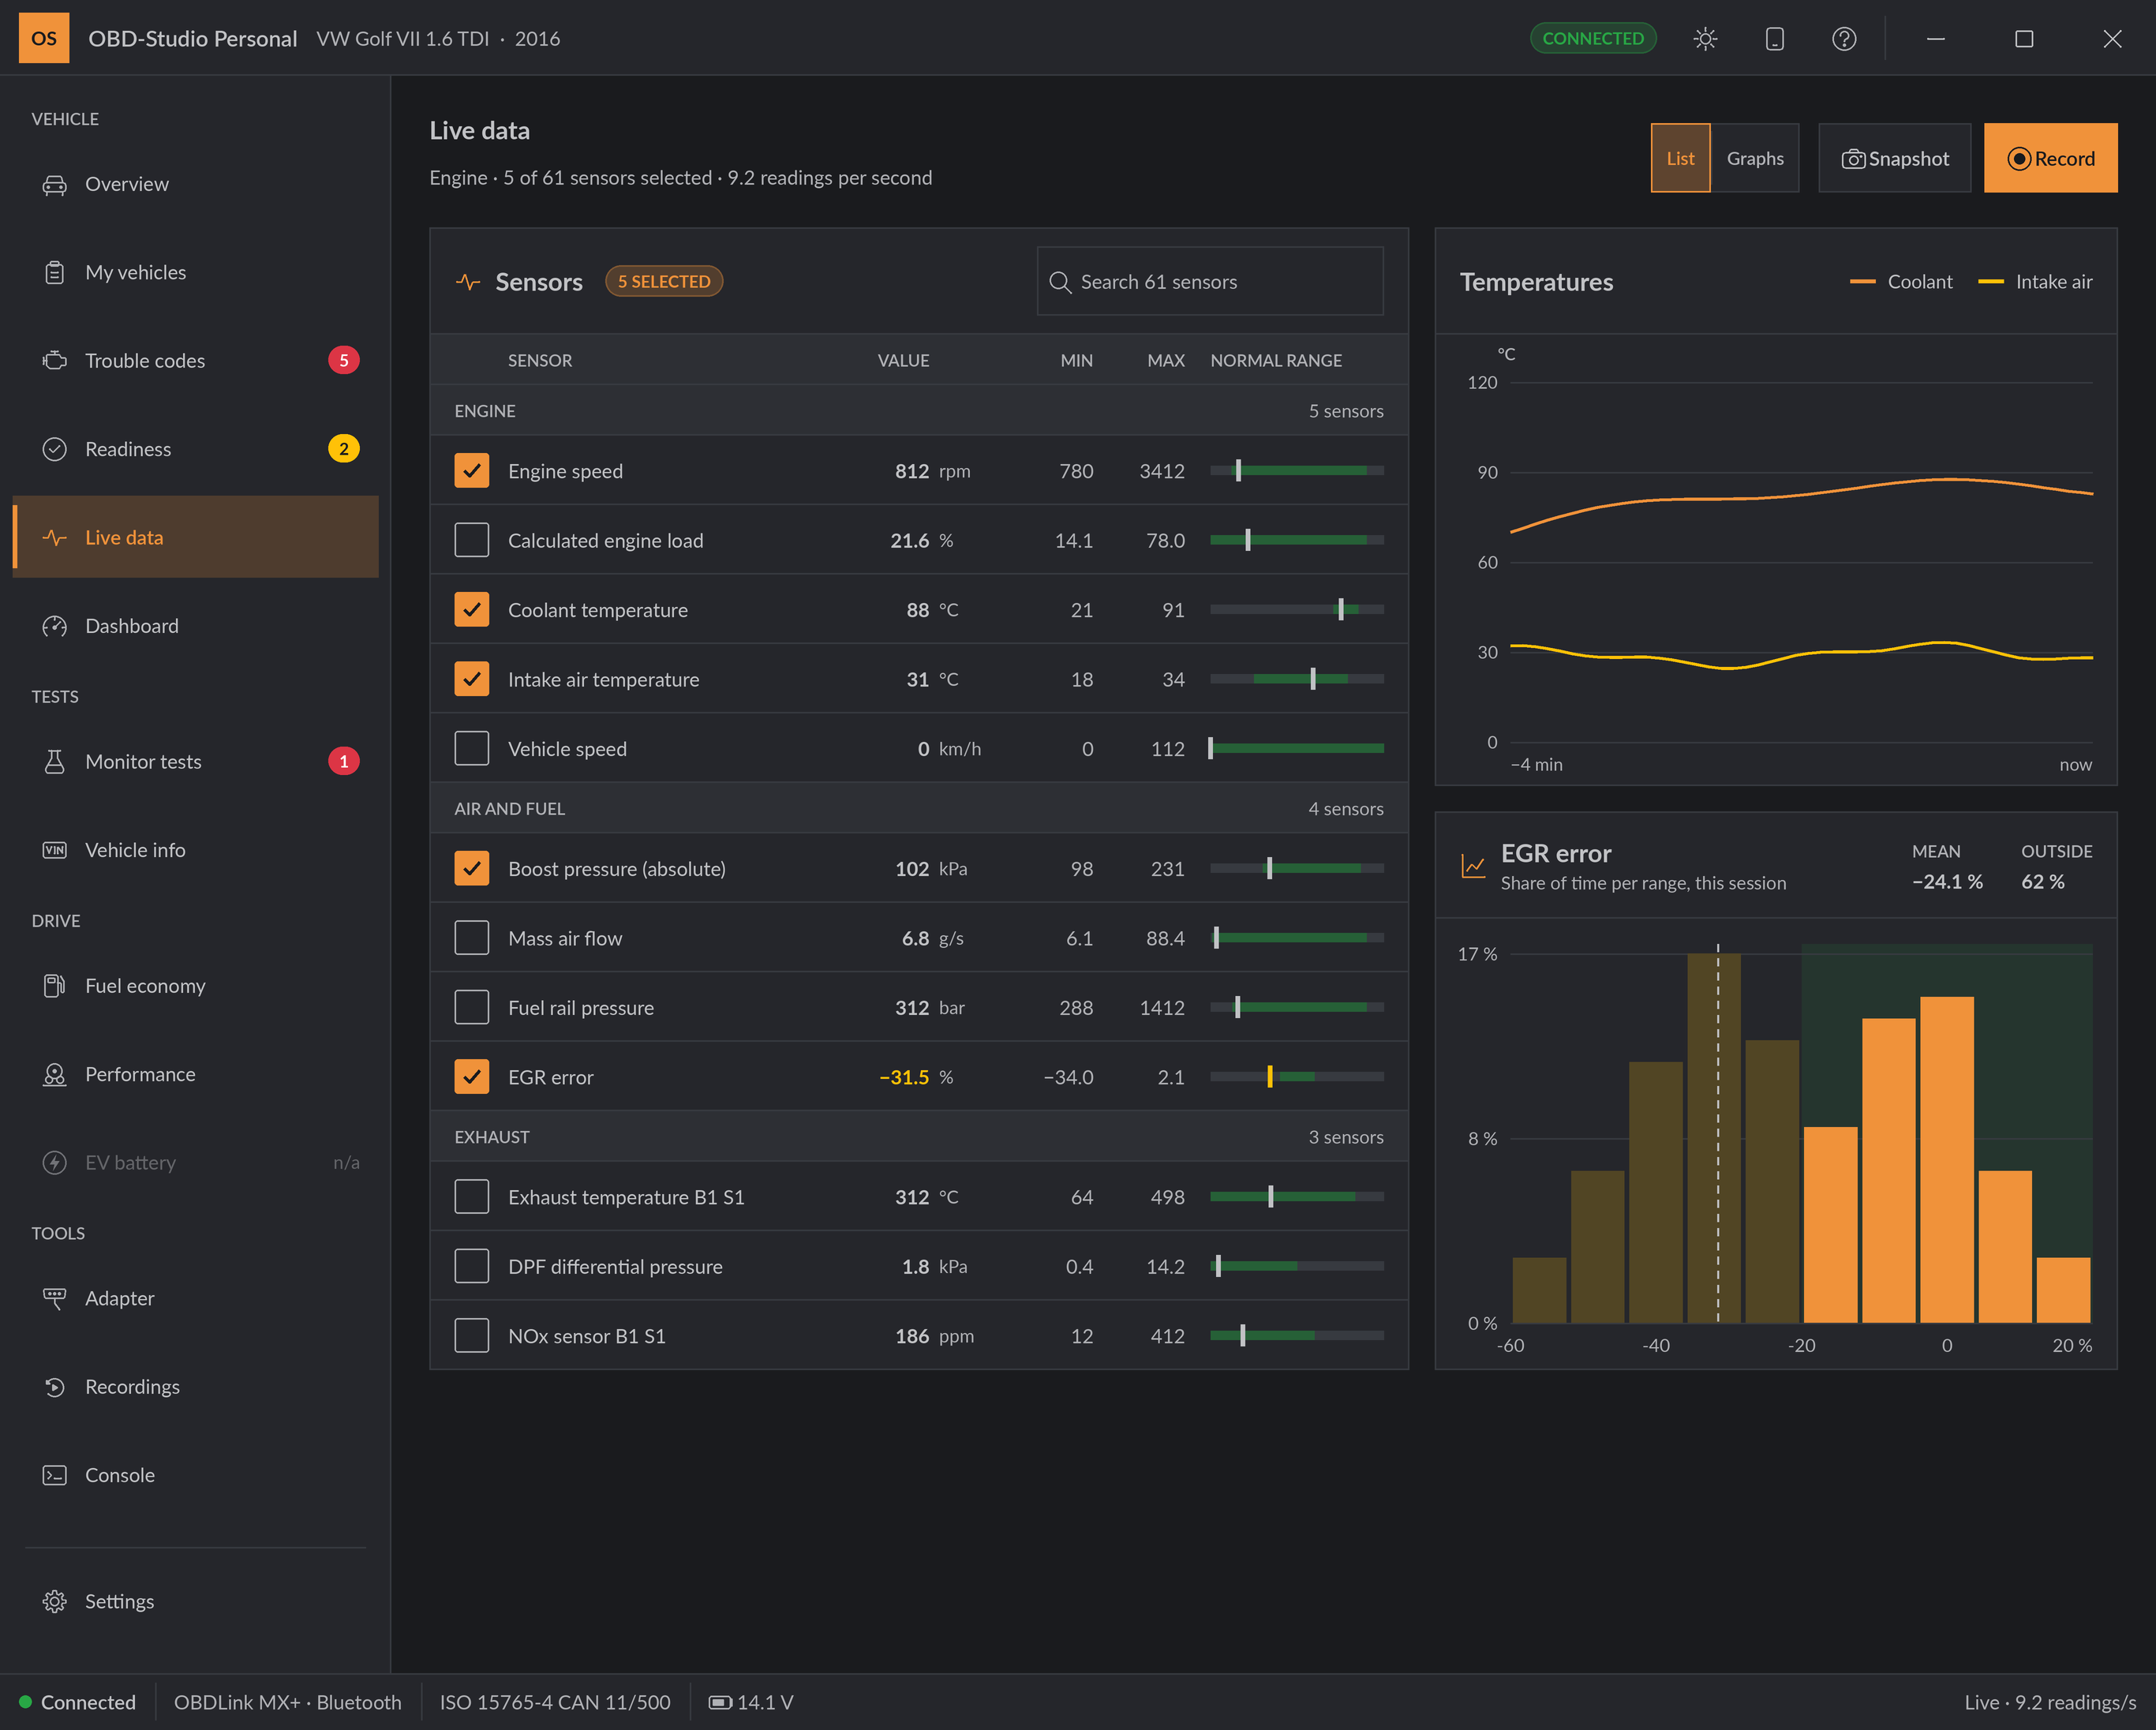 OS OBD-Studio Personal VW Golf VII 1.6 TDI · 2016 CONNECTED
VEHICLE
Overview
My vehicles
Trouble codes 5
Readiness 2
Live data
Dashboard
TESTS
Monitor tests 1
VIN Vehicle info
DRIVE
Fuel economy
Performance
EV battery n/a
TOOLS
Adapter
Recordings
Console
Settings
Live data
Engine · 5 of 61 sensors selected · 9.2 readings per second
List Graphs Snapshot Record
Sensors 5 SELECTED Search 61 sensors
SENSOR VALUE MIN MAX NORMAL RANGE
ENGINE 5 sensors
Engine speed 812 rpm 780 3412
Calculated engine load 21.6 % 14.1 78.0
Coolant temperature 88 °C 21 91
Intake air temperature 31 °C 18 34
Vehicle speed 0 km/h 0 112
AIR AND FUEL 4 sensors
Boost pressure (absolute) 102 kPa 98 231
Mass air flow 6.8 g/s 6.1 88.4
Fuel rail pressure 312 bar 288 1412
EGR error −31.5 % −34.0 2.1
EXHAUST 3 sensors
Exhaust temperature B1 S1 312 °C 64 498
DPF differential pressure 1.8 kPa 0.4 14.2
NOx sensor B1 S1 186 ppm 12 412
Temperatures Coolant Intake air
°C
120
90
60
30
0
−4 min now
EGR error MEAN OUTSIDE
Share of time per range, this session −24.1 % 62 %
17 %
8 %
0 %
-60 -40 -20 0 20 %
Connected OBDLink MX+ · Bluetooth ISO 15765-4 CAN 11/500 14.1 V Live · 9.2 readings/s